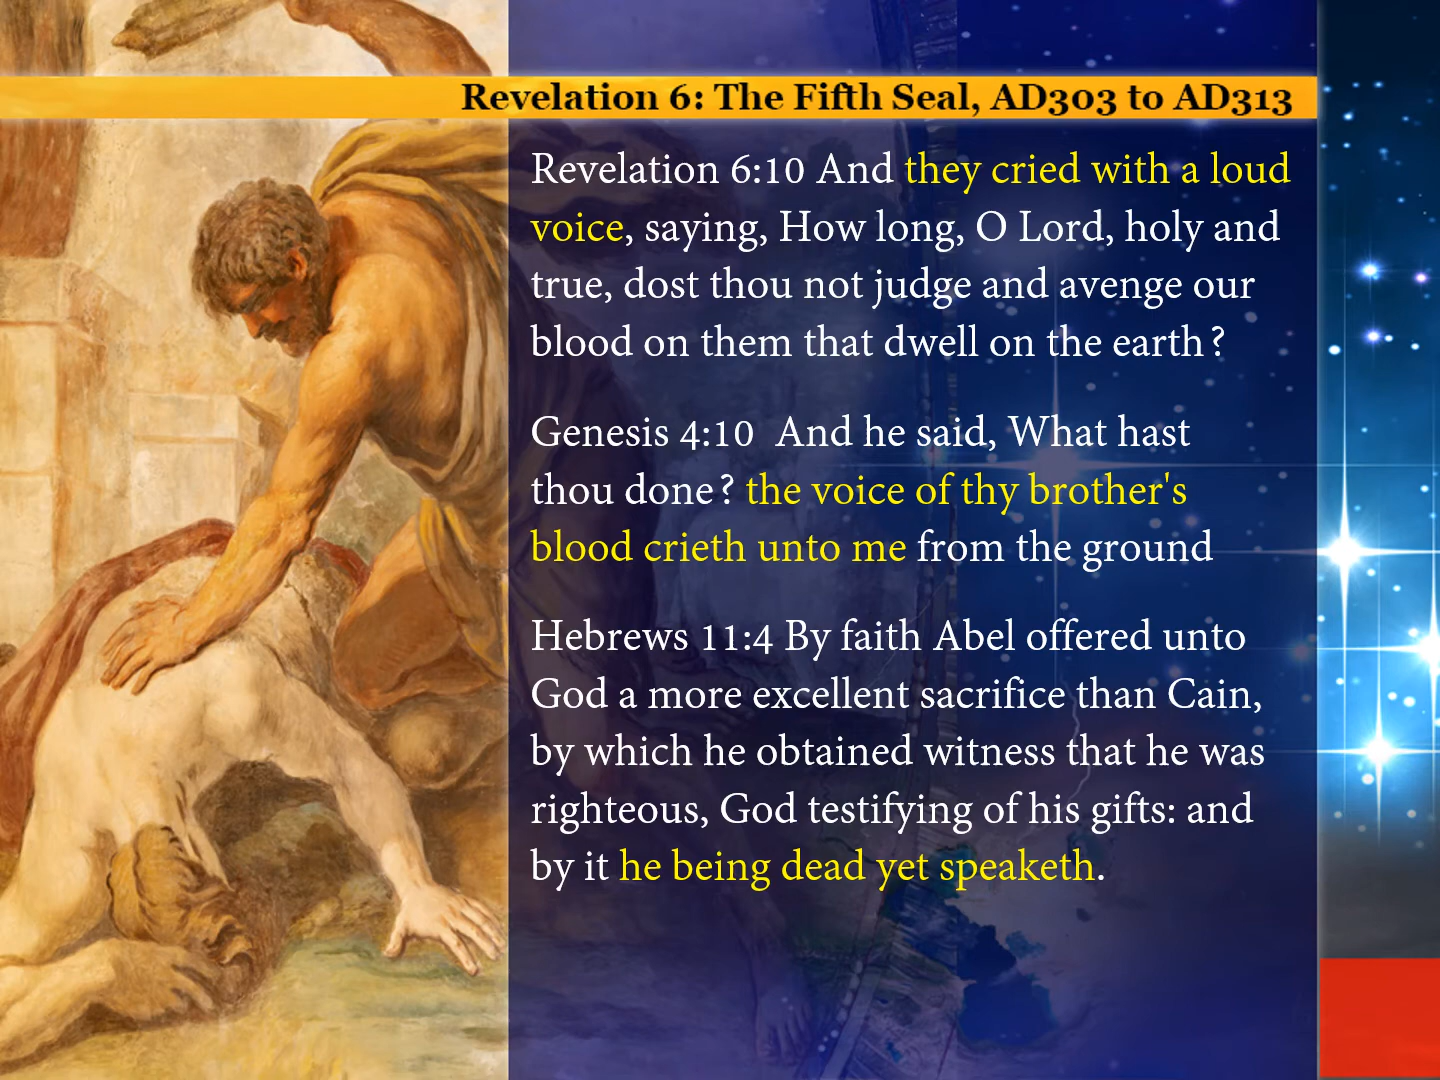 Revelation 6: The Fifth Seal, AD303 to AD313
Revelation 6:10 And they cried with a loud
voice, saying, How long, O Lord, holy and
true, dost thou not judge and avenge our
blood on them that dwell on the earth?
Genesis 4:10 And he said, What hast
thou done? the voice of thy brother's
blood crieth unto me from the ground
Hebrews 11:4 By faith Abel offered unto
God a more excellent sacrifice than Cain,
by which he obtained witness that he was
righteous, God testifying of his gifts: and
by it he being dead yet speaketh.